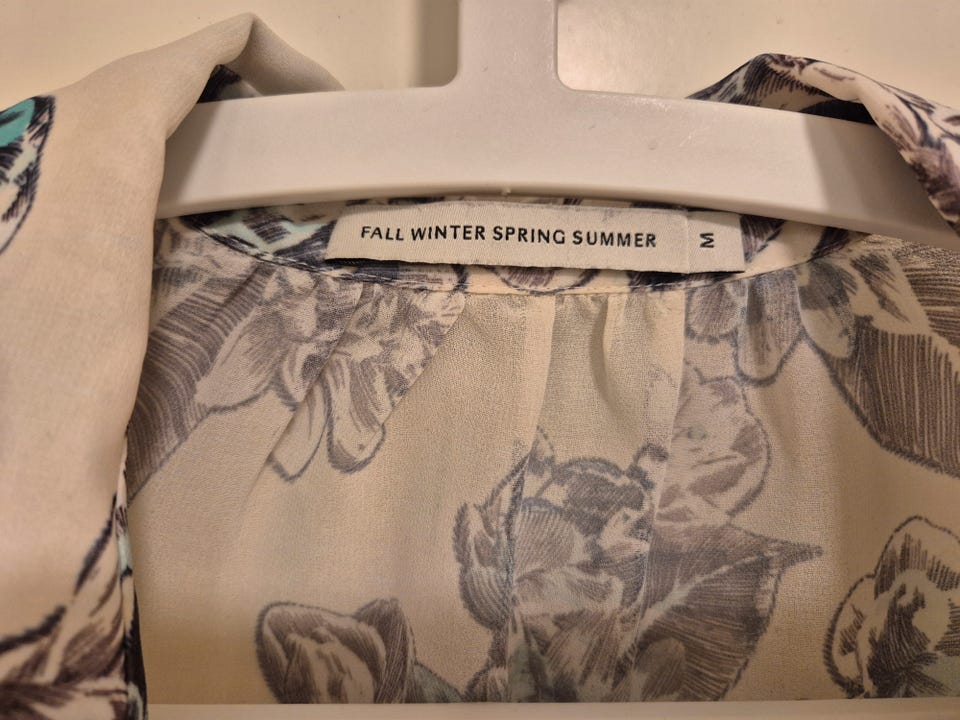 FALL WINTER SPRING SUMMER
M